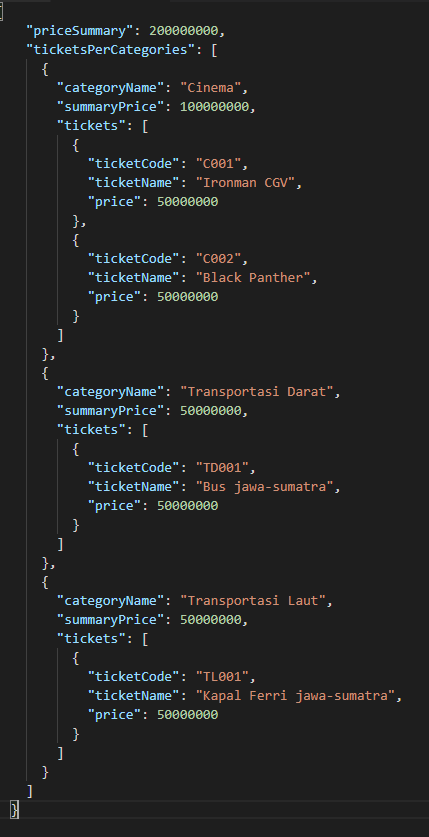 {
"priceSummary": 200000000,
"ticketsPerCategories": [
{
"categoryName": "Cinema",
"summaryPrice": 100000000,
"tickets": [
{
"ticketCode": "C001",
"ticketName": "Ironman CGV",
"price": 50000000
},
{
"ticketCode": "C002",
"ticketName": "Black Panther",
"price": 50000000
}
]
},
{
"categoryName": "Transportasi Darat",
"summaryPrice": 50000000,
"tickets": [
{
"ticketCode": "TD001",
"ticketName": "Bus jawa-sumatra",
"price": 50000000
}
]
},
{
"categoryName": "Transportasi Laut",
"summaryPrice": 50000000,
"tickets": [
{
"ticketCode": "TL001",
"ticketName": "Kapal Ferri jawa-sumatra",
"price": 50000000
}
]
}
]
}